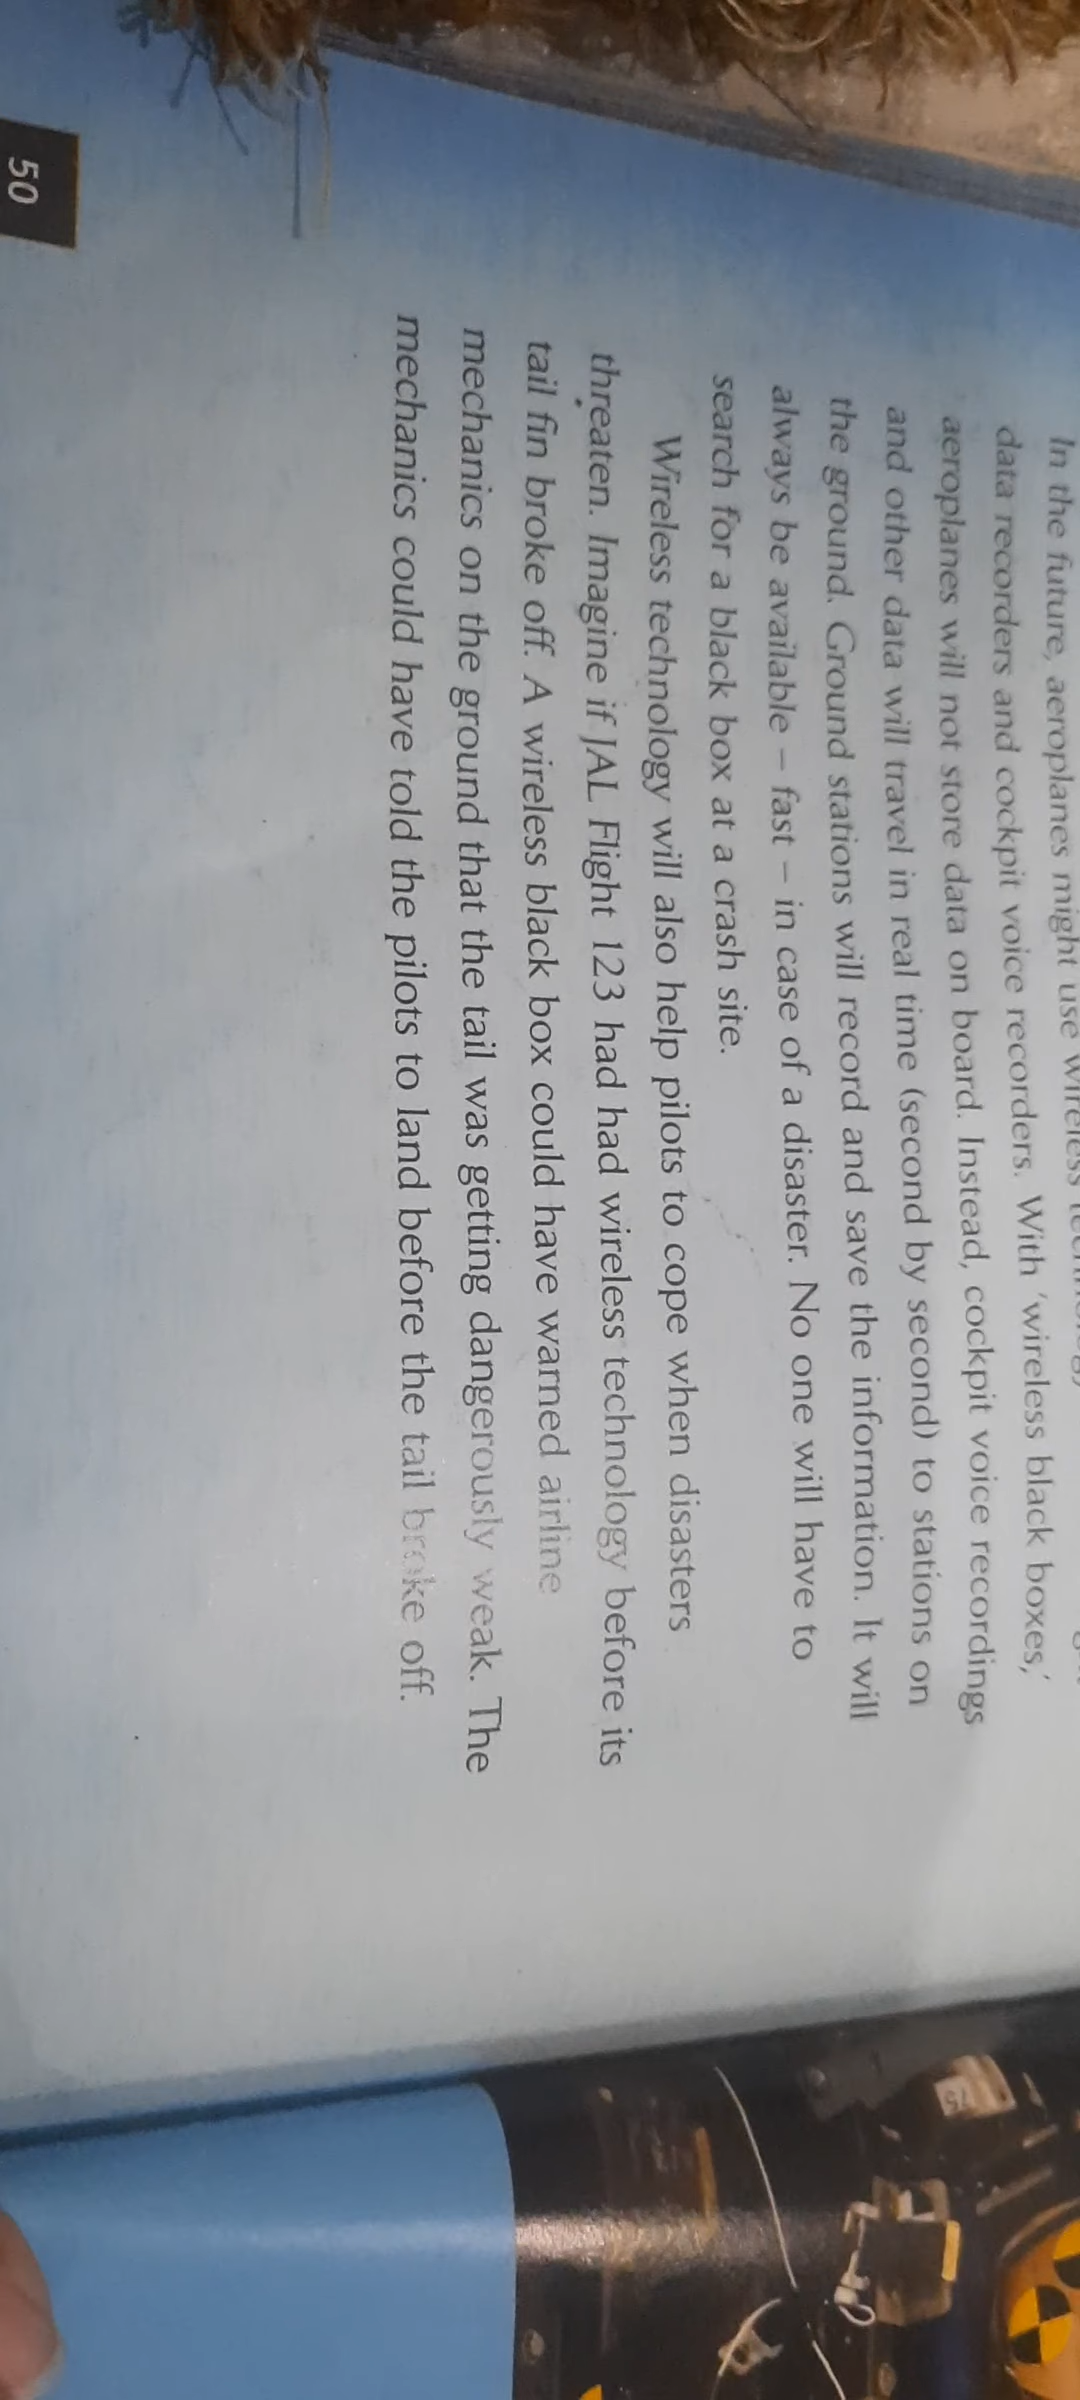 In the future, aeroplanes might use wireless
data recorders and cockpit voice recorders. With 'wireless black boxes,'
aeroplanes will not store data on board. Instead, cockpit voice recordings
and other data will travel in real time (second by second) to stations on
the ground. Ground stations will record and save the information. It will
always be available – fast – in case of a disaster. No one will have to
search for a black box at a crash site.
Wireless technology will also help pilots to cope when disasters
threaten. Imagine if JAL Flight 123 had had wireless technology before its
tail fin broke off. A wireless black box could have warned airline
mechanics on the ground that the tail was getting dangerously weak. The
mechanics could have told the pilots to land before the tail broke off.
50